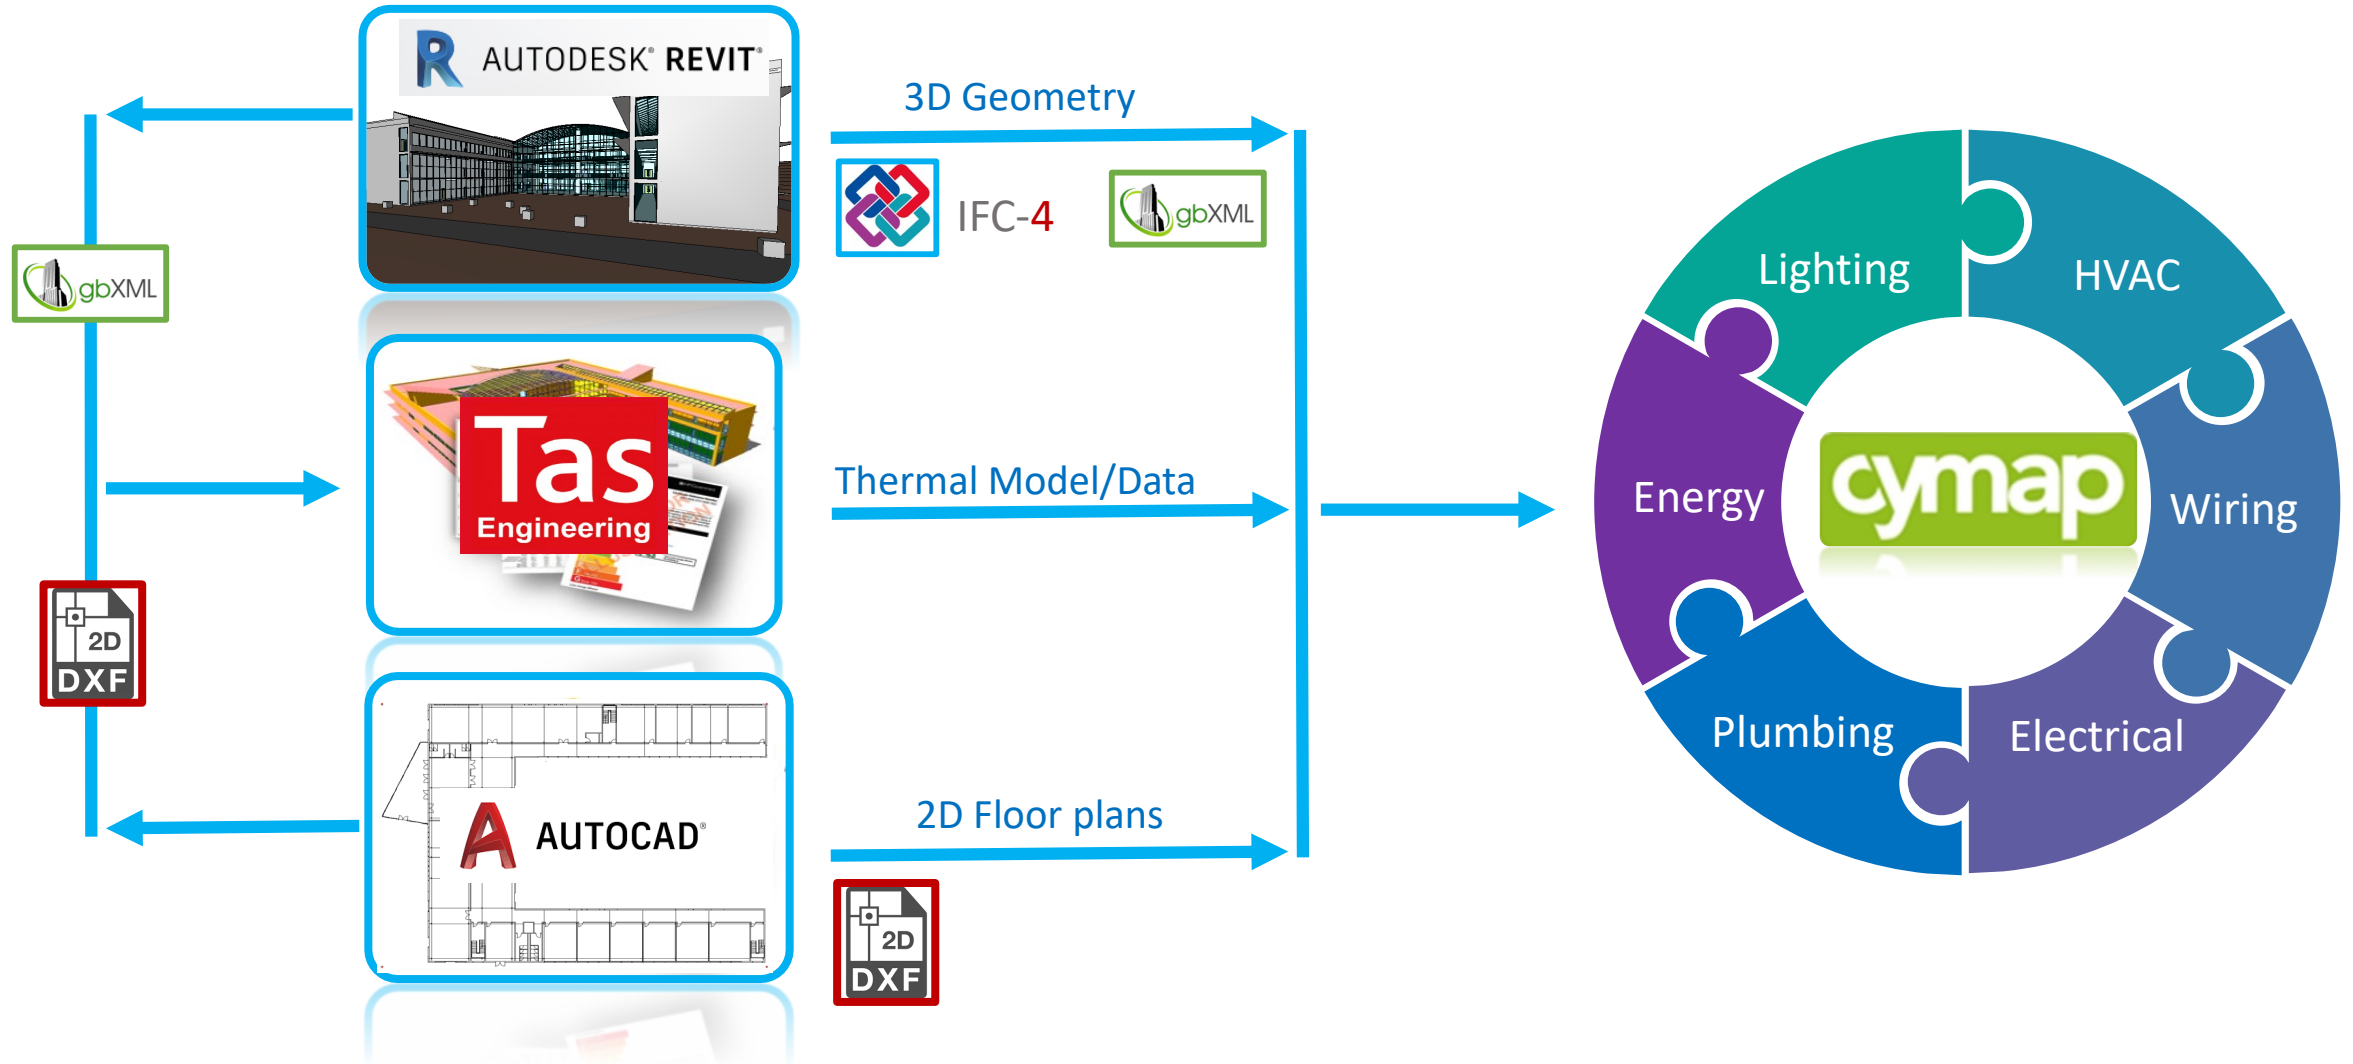 AUTODESK® REVIT®
3D Geometry
IFC-4
gbXML
gbXML
Tas
Engineering
Thermal Model/Data
2D
DXF
AUTOCAD®
2D Floor plans
2D
DXF
Lighting
HVAC
Energy
cymap
Wiring
Plumbing
Electrical